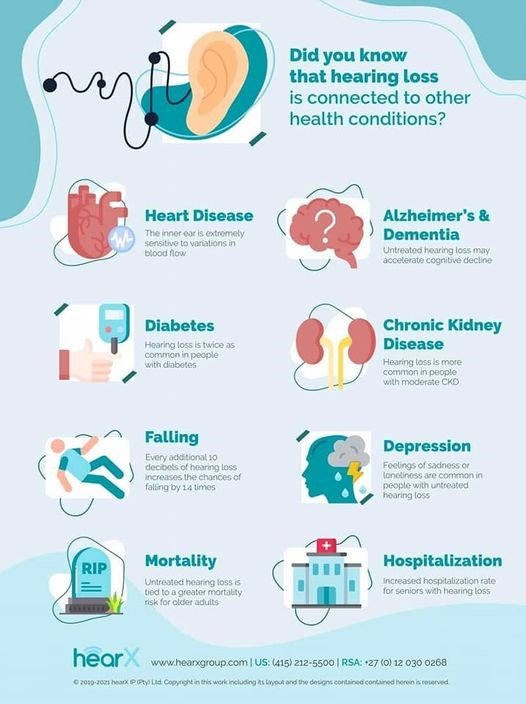 Did you know
that hearing loss
is connected to other
health conditions?
Heart Disease
The inner ear is extremely
sensitive to variations in
blood flow
Alzheimer's &
Dementia
Untreated hearing loss may
accelerate cognitive decline
Diabetes
Hearing loss is twice as
common in people
with diabetes
Chronic Kidney
Disease
Hearing loss is more
common in people
with moderate CKD
Falling
Every additional 10
decibels of hearing loss
increases the chances of
falling by 1.4 times
Depression
Feelings of sadness or
loneliness are common in
people with untreated
hearing loss
RIP
Mortality
Untreated hearing loss is
tied to a greater mortality
risk for older adults
Hospitalization
Increased hospitalization rate
for seniors with hearing loss
hearX www.hearxgroup.com | US: (415) 212-5500 | RSA: +27 (0) 12 030 0268
© 2019-2021 hearX IP (Pty) Ltd. Copyright in this work including its layout and the designs contained contained herein is reserved.